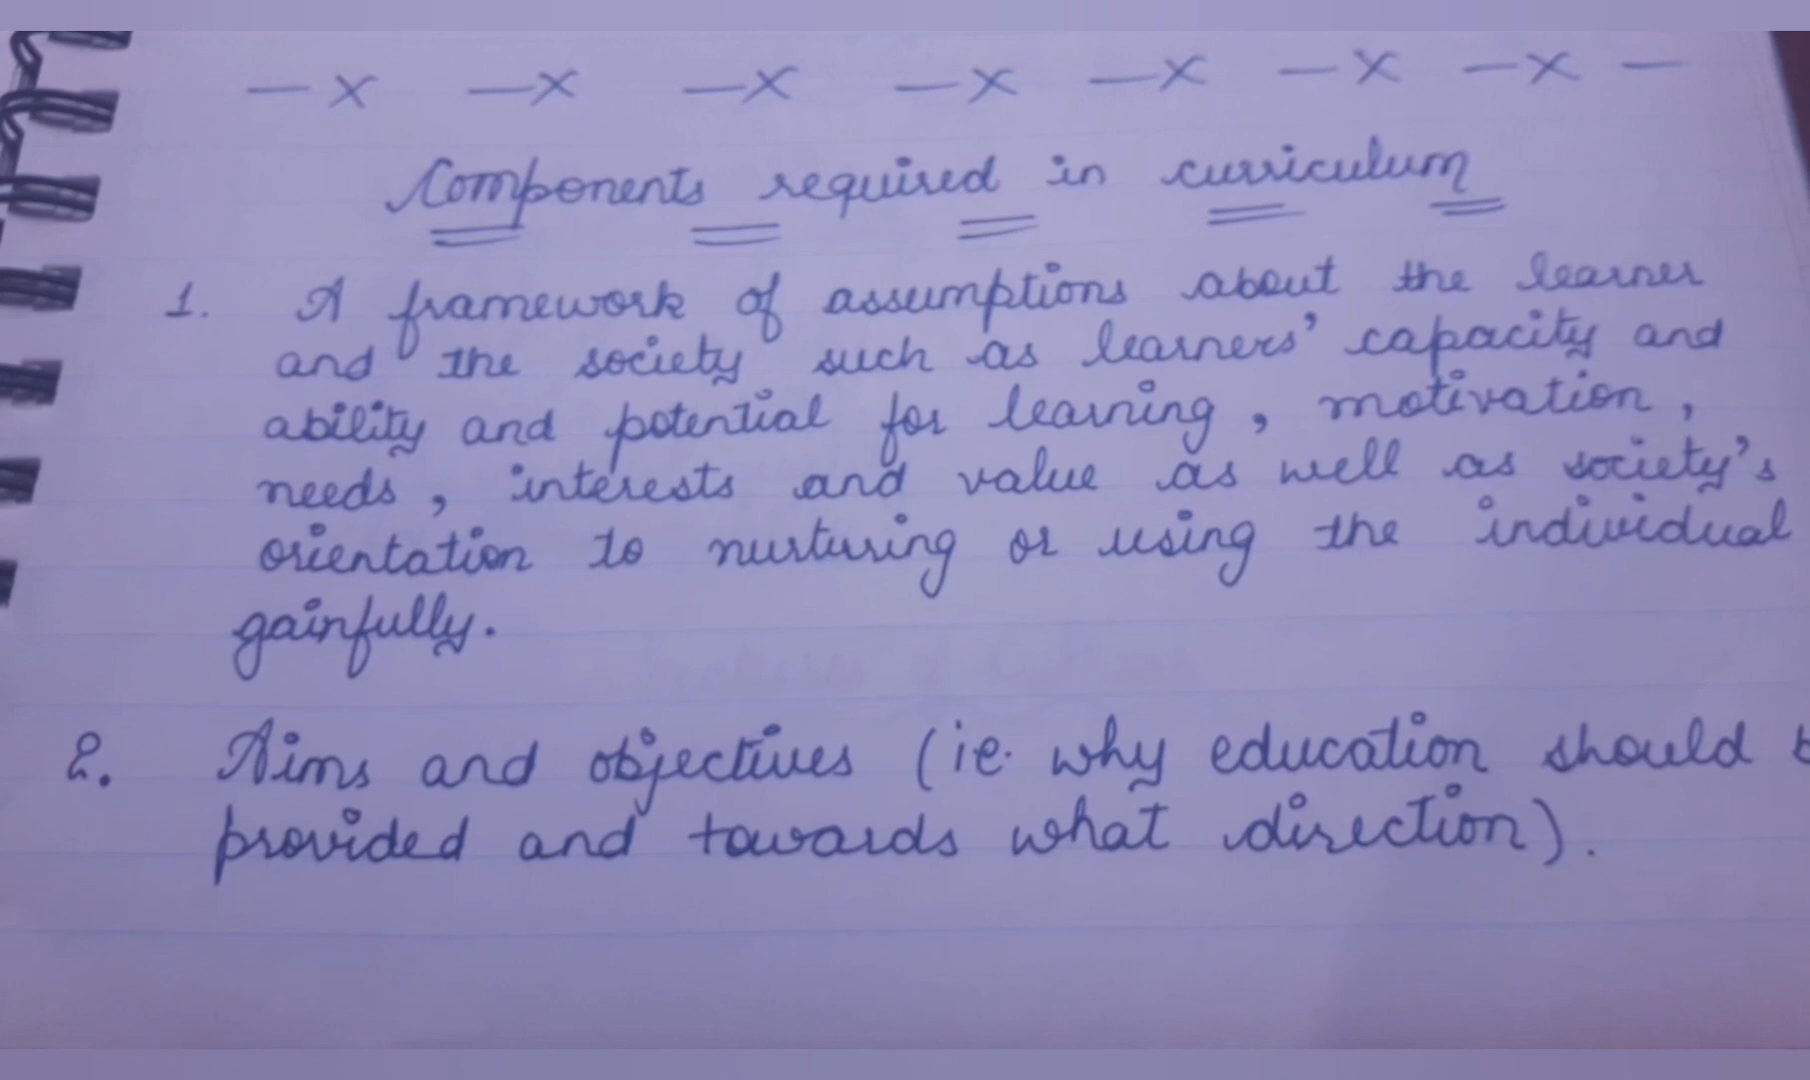 — x — x — x — x — x — x — x —
Components required in curriculum
1. A framework of assumptions about the learner
and the society such as learners' capacity and
ability and potential for learning, motivation,
needs, interests and value as well as society's
orientation to nurturing or using the individual
gainfully.
2. Aims and objectives (ie. why education should b
provided and towards what direction).